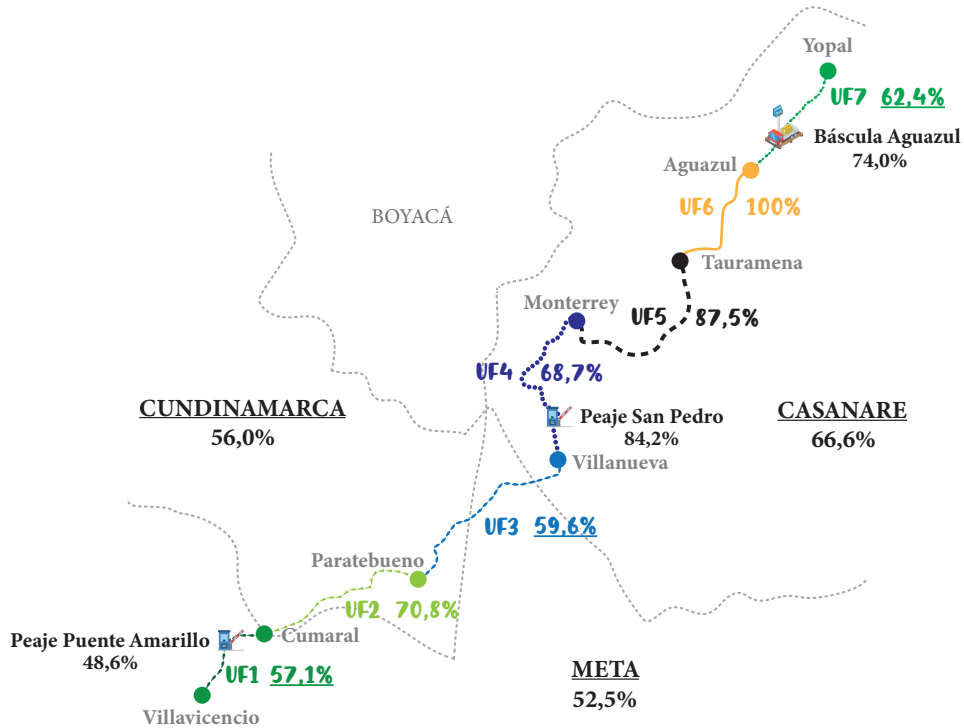 Yopal
UF7 62,4%
Báscula Aguazul
74,0%
Aguazul
UF6 100%
BOYACÁ
Tauramena
Monterrey
UF5 87,5%
UF4 68,7%
CUNDINAMARCA
56,0%
Peaje San Pedro
84,2%
CASANARE
66,6%
Villanueva
UF3 59,6%
Paratebueno
UF2 70,8%
Peaje Puente Amarillo
48,6%
Cumaral
UF1 57,1%
META
52,5%
Villavicencio